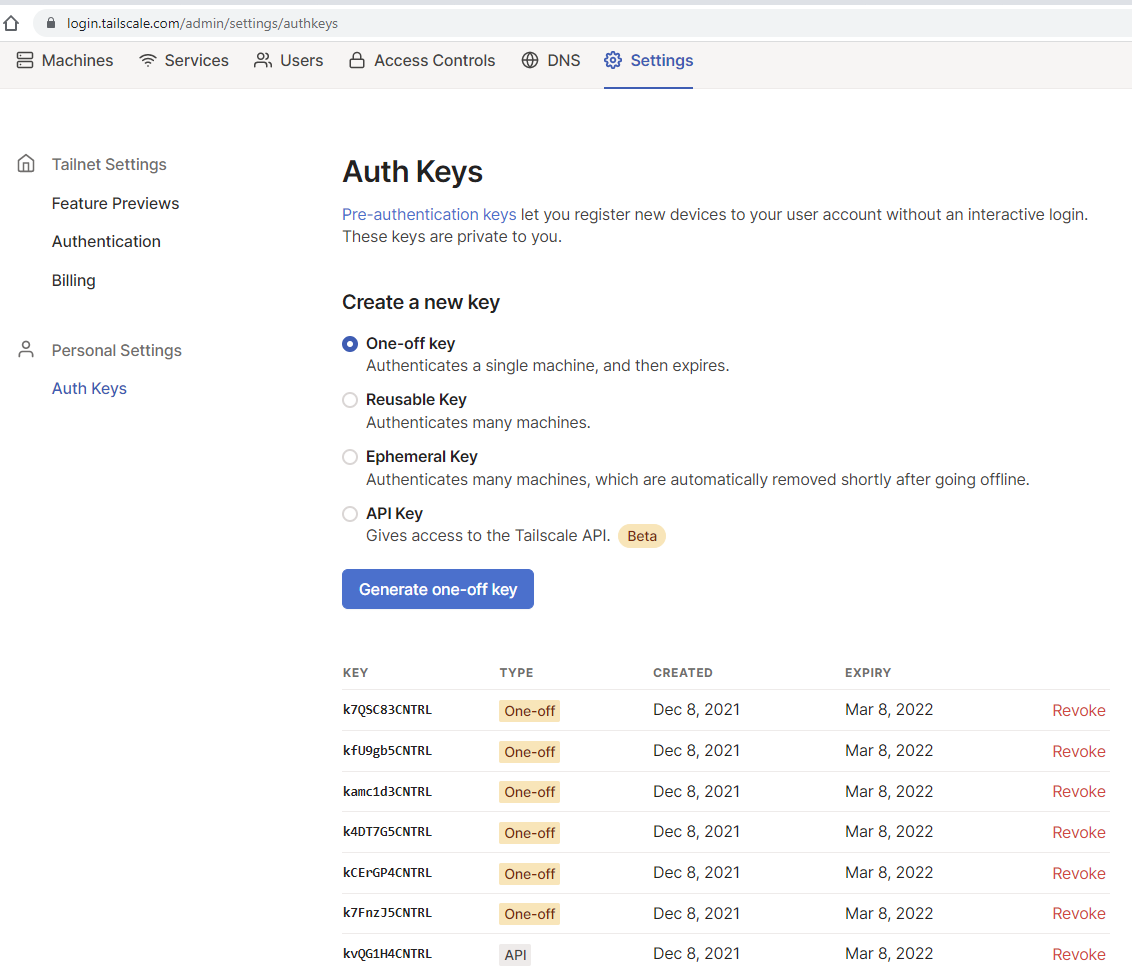 login.tailscale.com/admin/settings/authkeys
Machines Services Users Access Controls DNS Settings
Tailnet Settings
Feature Previews
Authentication
Billing
Personal Settings
Auth Keys
Auth Keys
Pre-authentication keys let you register new devices to your user account without an interactive login.
These keys are private to you.
Create a new key
One-off key
Authenticates a single machine, and then expires.
Reusable Key
Authenticates many machines.
Ephemeral Key
Authenticates many machines, which are automatically removed shortly after going offline.
API Key
Gives access to the Tailscale API. Beta
Generate one-off key
KEY TYPE CREATED EXPIRY
k7QSC83CNTRL One-off Dec 8, 2021 Mar 8, 2022 Revoke
kfU9gb5CNTRL One-off Dec 8, 2021 Mar 8, 2022 Revoke
kamc1d3CNTRL One-off Dec 8, 2021 Mar 8, 2022 Revoke
k4DT7G5CNTRL One-off Dec 8, 2021 Mar 8, 2022 Revoke
kCErGP4CNTRL One-off Dec 8, 2021 Mar 8, 2022 Revoke
k7FnzJ5CNTRL One-off Dec 8, 2021 Mar 8, 2022 Revoke
kvQG1H4CNTRL API Dec 8, 2021 Mar 8, 2022 Revoke